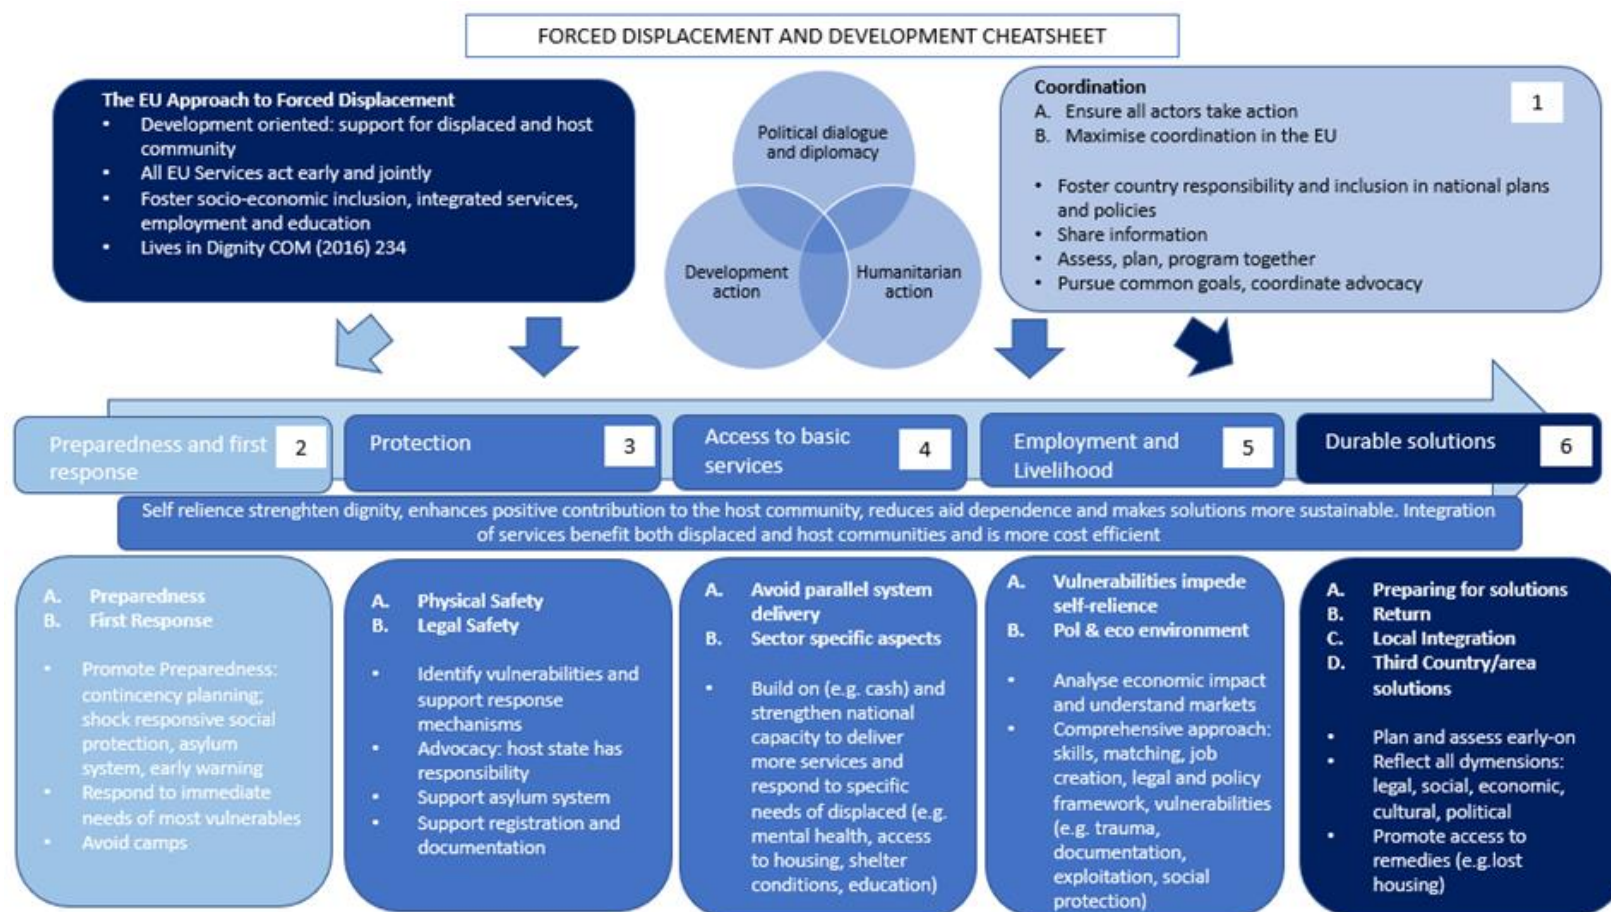 FORCED DISPLACEMENT AND DEVELOPMENT CHEATSHEET
The EU Approach to Forced Displacement
• Development oriented: support for displaced and host
community
• All EU Services act early and jointly
• Foster socio-economic inclusion, integrated services,
employment and education
• Lives in Dignity COM (2016) 234
Political dialogue
and diplomacy
Development
action
Humanitarian
action
Coordination
1
A. Ensure all actors take action
B. Maximise coordination in the EU
• Foster country responsibility and inclusion in national plans
and policies
• Share information
• Assess, plan, program together
• Pursue common goals, coordinate advocacy
Preparedness and first
response
2
Protection
3
Access to basic
services
4
Employment and
Livelihood
5
Durable solutions
6
Self relience strenghten dignity, enhances positive contribution to the host community, reduces aid dependence and makes solutions more sustainable. Integration
of services benefit both displaced and host communities and is more cost efficient
A. Preparedness
B. First Response
• Promote Preparedness:
contingency planning;
shock responsive social
protection, asylum
system, early warning
• Respond to immediate
needs of most vulnerables
• Avoid camps
A. Physical Safety
B. Legal Safety
• Identify vulnerabilities and
support response
mechanisms
• Advocacy: host state has
responsibility
• Support asylum system
• Support registration and
documentation
A. Avoid parallel system
delivery
B. Sector specific aspects
• Build on (e.g. cash) and
strengthen national
capacity to deliver
more services and
respond to specific
needs of displaced (e.g.
mental health, access
to housing, shelter
conditions, education)
A. Vulnerabilities impede
self-relience
B. Pol & eco environment
• Analyse economic impact
and understand markets
• Comprehensive approach:
skills, matching, job
creation, legal and policy
framework, vulnerabilities
(e.g. trauma,
documentation,
exploitation, social
protection)
A. Preparing for solutions
B. Return
C. Local Integration
D. Third Country/area
solutions
• Plan and assess early-on
• Reflect all dymensions:
legal, social, economic,
cultural, political
• Promote access to
remedies (e.g.lost
housing)